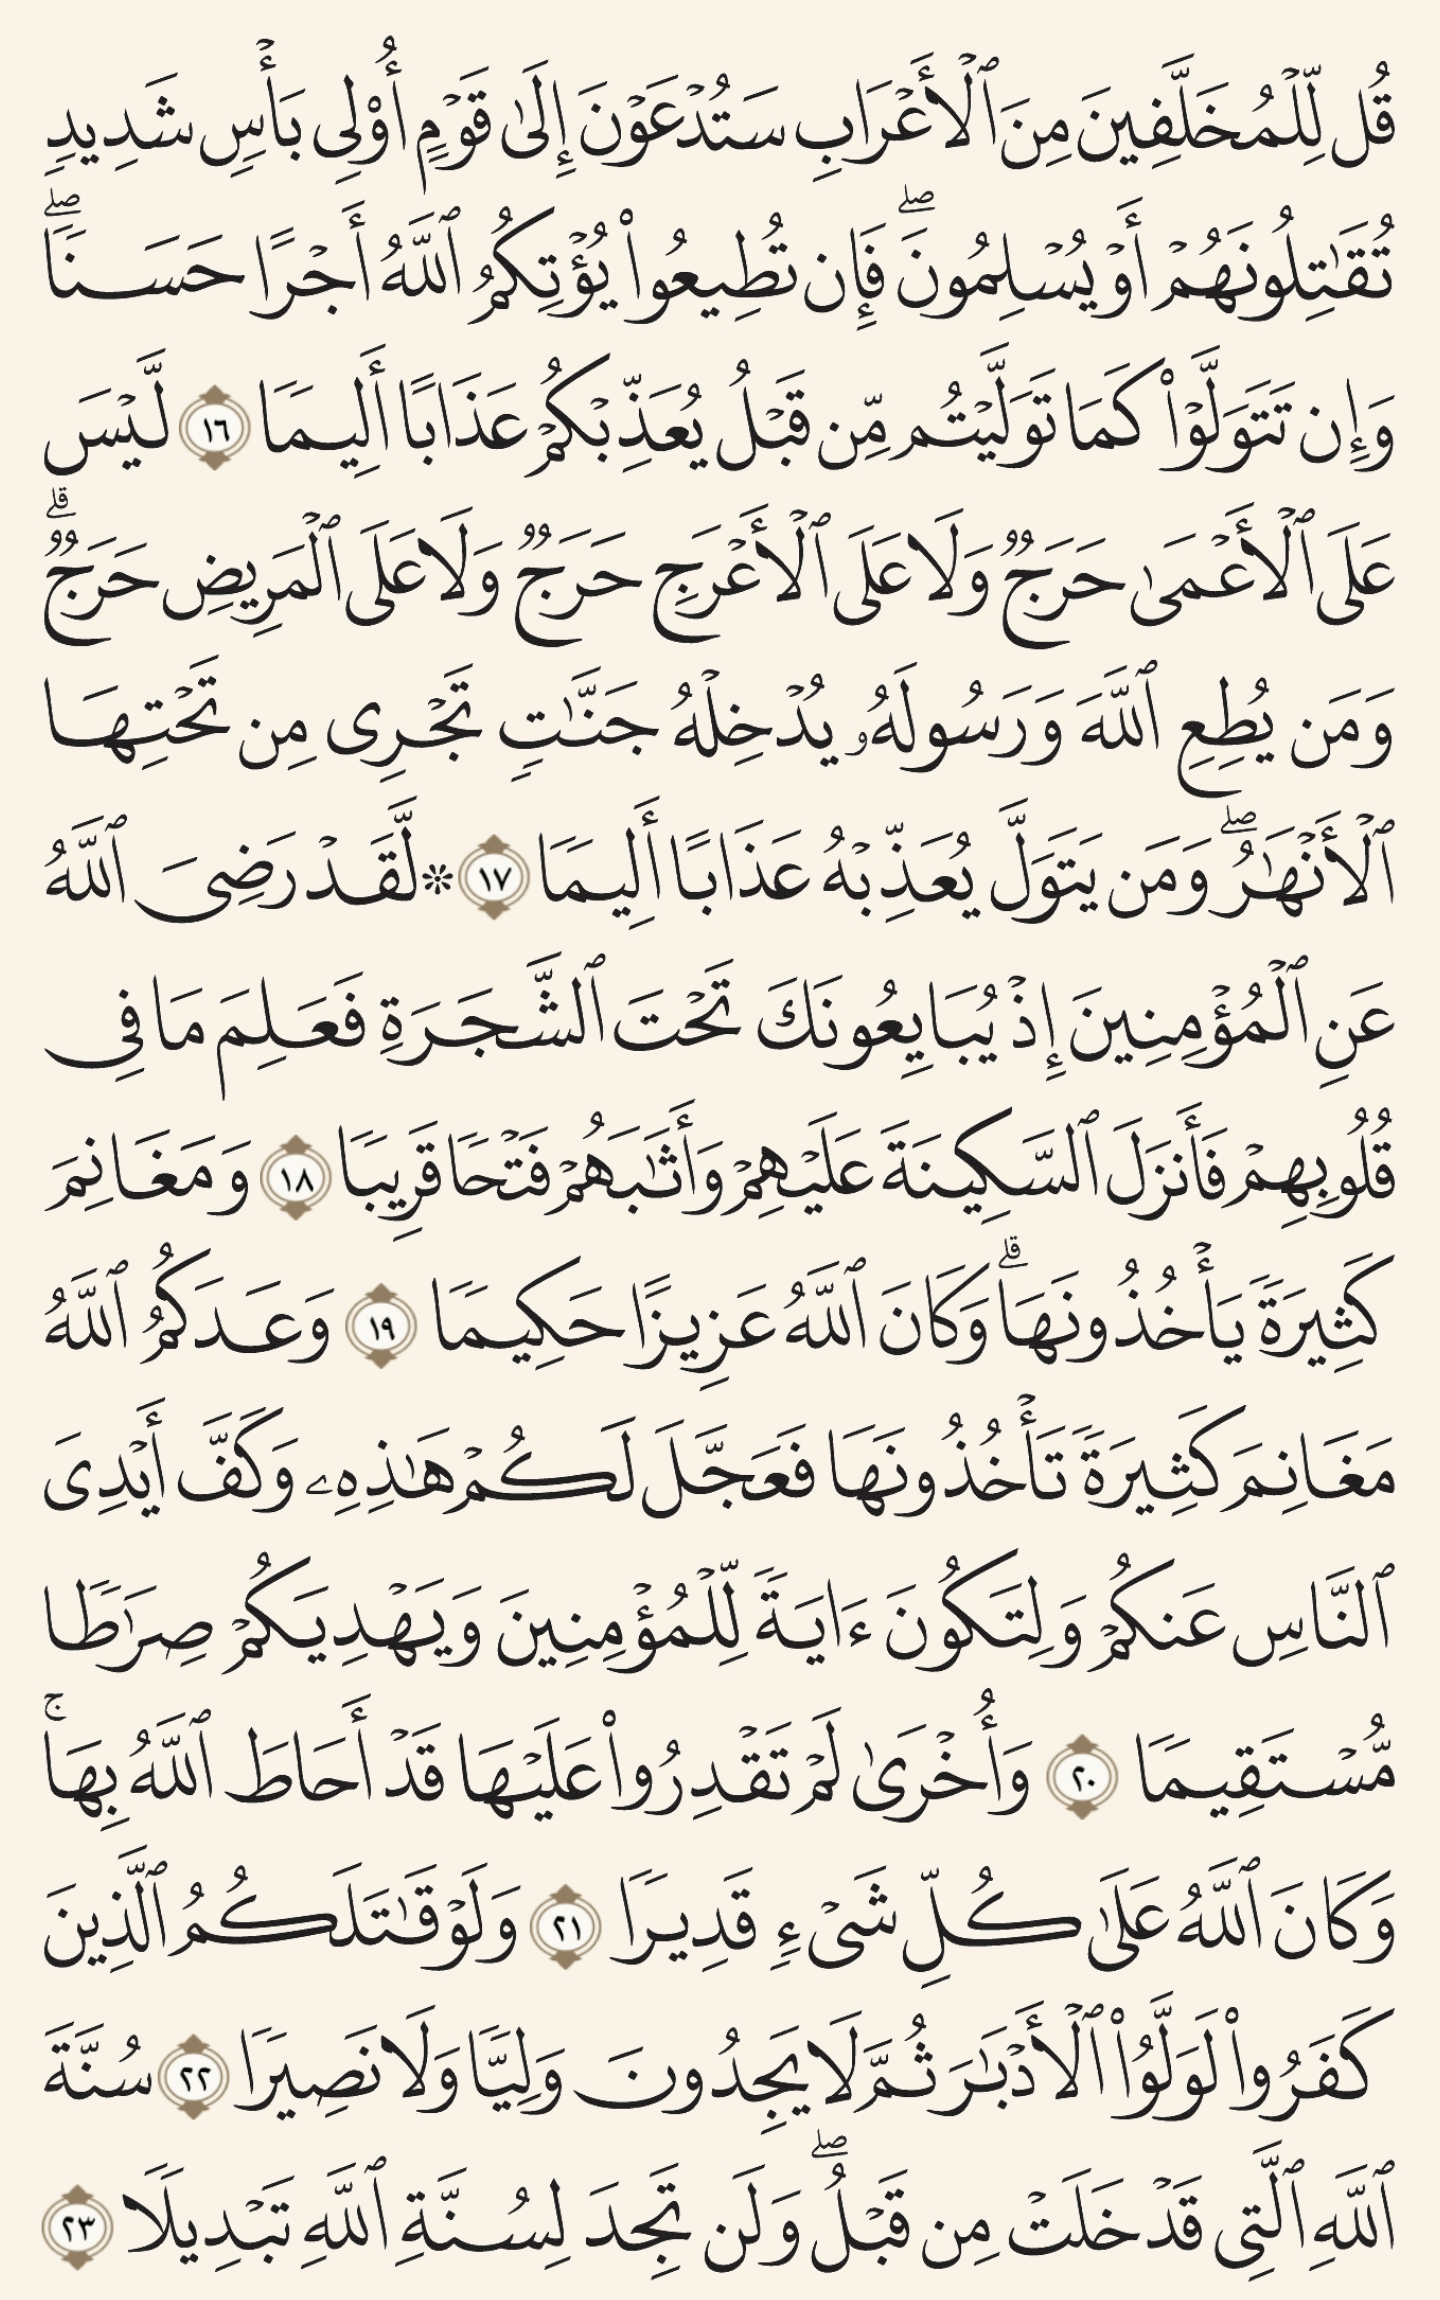 قُل لِّلْمُخَلَّفِينَ مِنَ ٱلْأَعْرَابِ سَتُدْعَوْنَ إِلَىٰ قَوْمٍ أُو۟لِى بَأْسٍ شَدِيدٍ
تُقَـٰتِلُونَهُمْ أَوْ يُسْلِمُونَ ۖ فَإِن تُطِيعُوا۟ يُؤْتِكُمُ ٱللَّهُ أَجْرًا حَسَنًا ۖ
وَإِن تَتَوَلَّوْا۟ كَمَا تَوَلَّيْتُم مِّن قَبْلُ يُعَذِّبْكُمْ عَذَابًا أَلِيمًا ١٦ لَّيْسَ
عَلَى ٱلْأَعْمَىٰ حَرَجٌ وَلَا عَلَى ٱلْأَعْرَجِ حَرَجٌ وَلَا عَلَى ٱلْمَرِيضِ حَرَجٌ ۗ
وَمَن يُطِعِ ٱللَّهَ وَرَسُولَهُۥ يُدْخِلْهُ جَنَّـٰتٍ تَجْرِى مِن تَحْتِهَا
ٱلْأَنْهَـٰرُ ۖ وَمَن يَتَوَلَّ يُعَذِّبْهُ عَذَابًا أَلِيمًا ١٧ ❊ لَّقَدْ رَضِىَ ٱللَّهُ
عَنِ ٱلْمُؤْمِنِينَ إِذْ يُبَايِعُونَكَ تَحْتَ ٱلشَّجَرَةِ فَعَلِمَ مَا فِى
قُلُوبِهِمْ فَأَنزَلَ ٱلسَّكِينَةَ عَلَيْهِمْ وَأَثَـٰبَهُمْ فَتْحًا قَرِيبًا ١٨ وَمَغَانِمَ
كَثِيرَةً يَأْخُذُونَهَا ۗ وَكَانَ ٱللَّهُ عَزِيزًا حَكِيمًا ١٩ وَعَدَكُمُ ٱللَّهُ
مَغَانِمَ كَثِيرَةً تَأْخُذُونَهَا فَعَجَّلَ لَكُمْ هَـٰذِهِۦ وَكَفَّ أَيْدِىَ
ٱلنَّاسِ عَنكُمْ وَلِتَكُونَ ءَايَةً لِّلْمُؤْمِنِينَ وَيَهْدِيَكُمْ صِرَٰطًا
مُّسْتَقِيمًا ٢٠ وَأُخْرَىٰ لَمْ تَقْدِرُوا۟ عَلَيْهَا قَدْ أَحَاطَ ٱللَّهُ بِهَا ۚ
وَكَانَ ٱللَّهُ عَلَىٰ كُلِّ شَىْءٍ قَدِيرًا ٢١ وَلَوْ قَـٰتَلَكُمُ ٱلَّذِينَ
كَفَرُوا۟ لَوَلَّوُا۟ ٱلْأَدْبَـٰرَ ثُمَّ لَا يَجِدُونَ وَلِيًّا وَلَا نَصِيرًا ٢٢ سُنَّةَ
ٱللَّهِ ٱلَّتِى قَدْ خَلَتْ مِن قَبْلُ ۖ وَلَن تَجِدَ لِسُنَّةِ ٱللَّهِ تَبْدِيلًا ٢٣